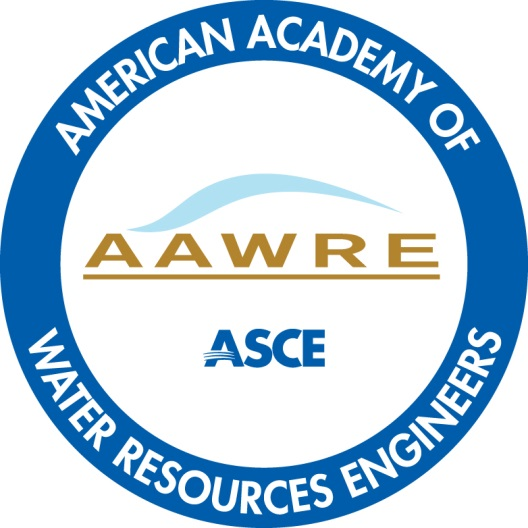 AMERICAN ACADEMY OF
AAWRE
ASCE
WATER RESOURCES ENGINEERS